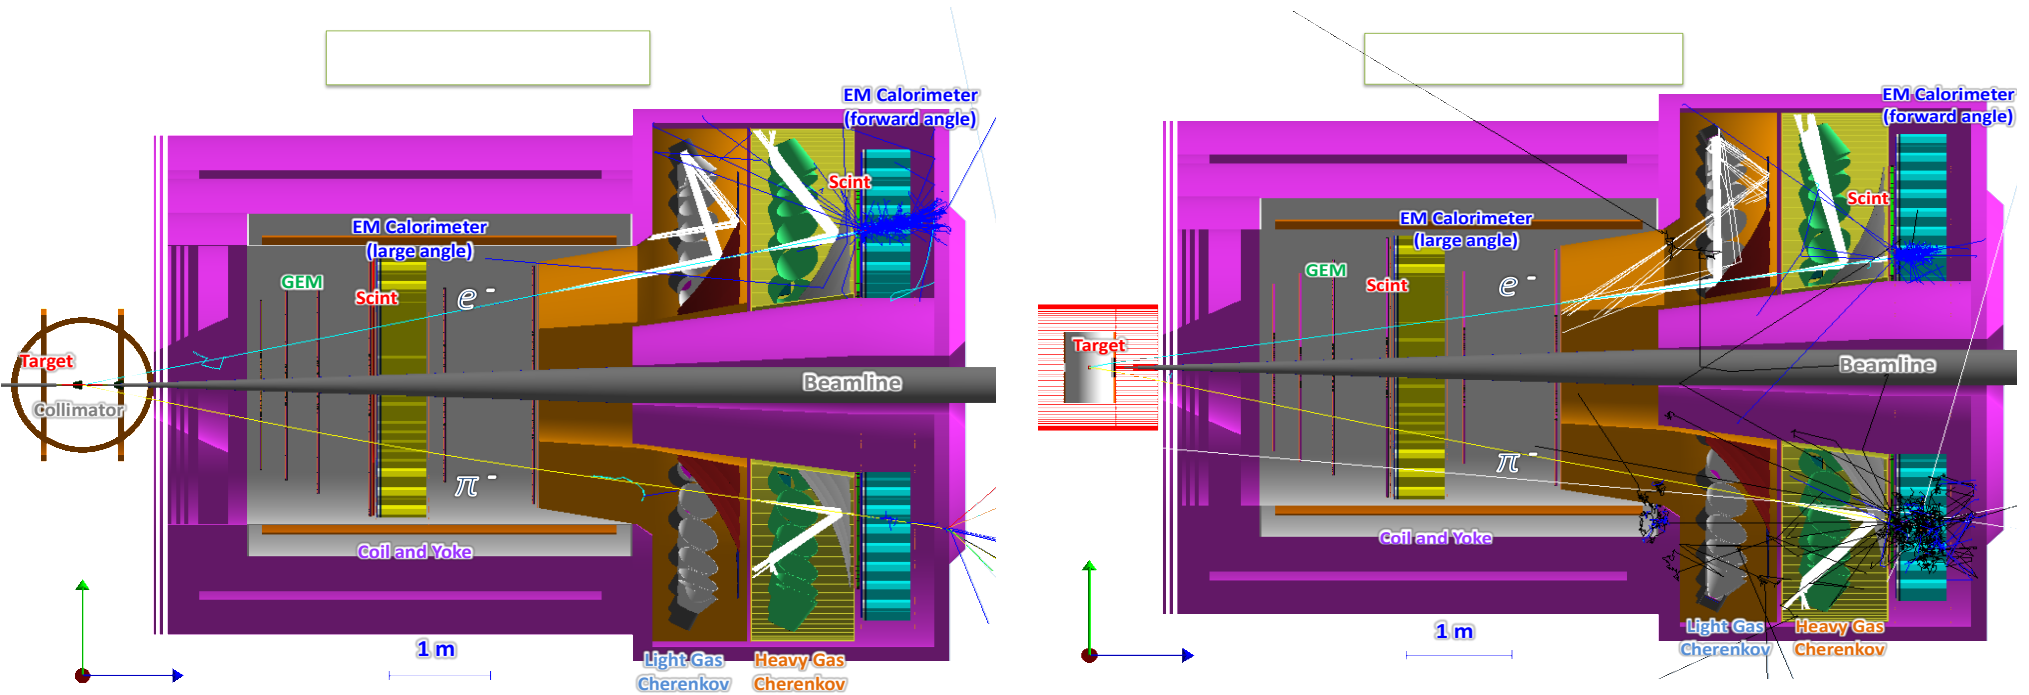 EM Calorimeter
(forward angle)
Scint
EM Calorimeter
(large angle)
GEM
Scint
e-
Target
Beamline
Collimator
π-
Coil and Yoke
1 m
Light Gas
Cherenkov
Heavy Gas
Cherenkov
EM Calorimeter
(forward angle)
Scint
EM Calorimeter
(large angle)
GEM
Scint
e-
Target
Beamline
π-
Coil and Yoke
1 m
Light Gas
Cherenkov
Heavy Gas
Cherenkov